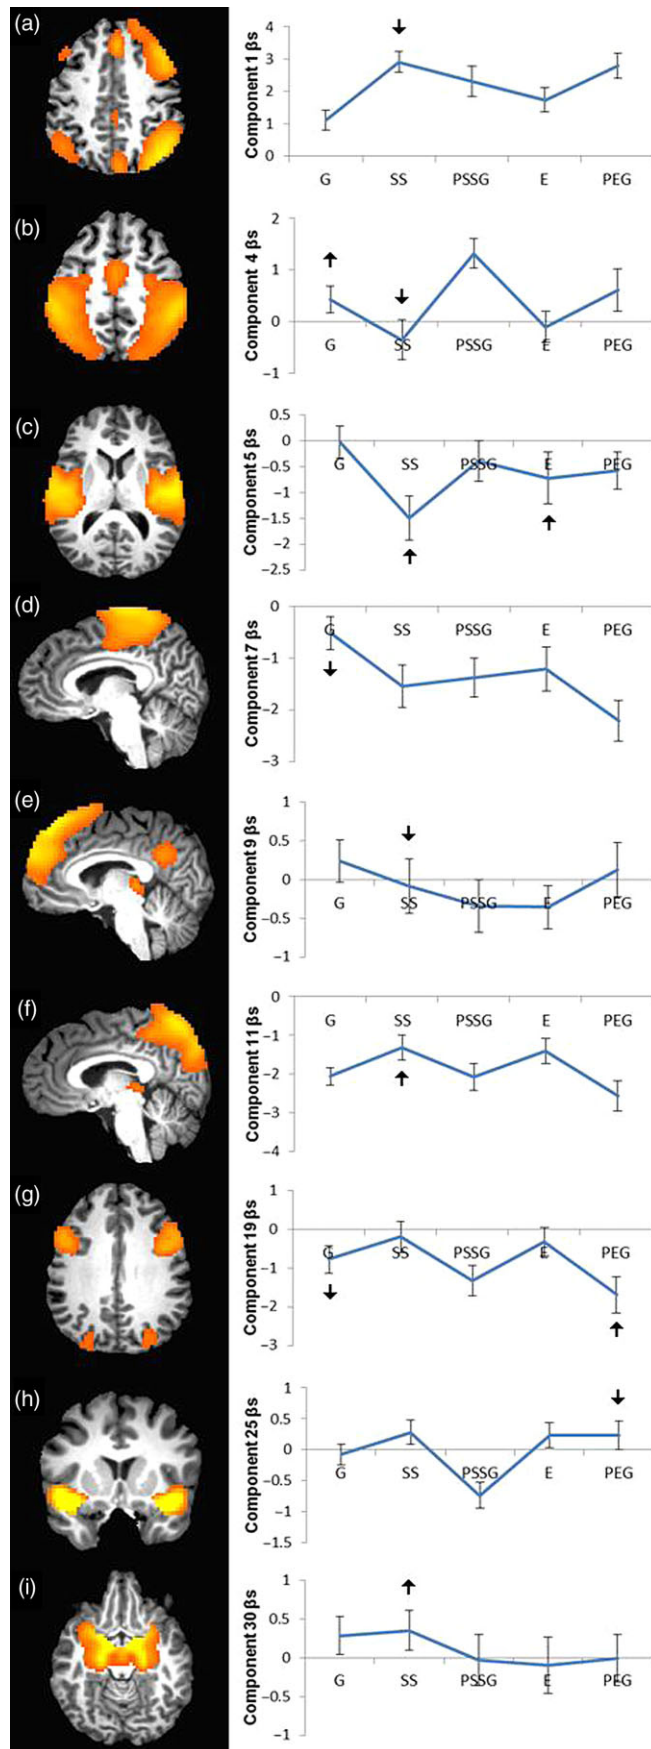 (a)
Component 1 βs
4
3
2
1
0
G SS PSSG E PEG
(b)
Component 4 βs
2
1
0
−1
G SS PSSG E PEG
(c)
Component 5 βs
0.5
0
−0.5
−1
−1.5
−2
−2.5
G SS PSSG E PEG
(d)
Component 7 βs
0
−1
−2
−3
G SS PSSG E PEG
(e)
Component 9 βs
1
0.5
0
−0.5
−1
G SS PSSG E PEG
(f)
Component 11 βs
0
−1
−2
−3
−4
G SS PSSG E PEG
(g)
Component 19 βs
1
0
−1
−2
−3
G SS PSSG E PEG
(h)
Component 25 βs
1
0.5
0
−0.5
−1
−1.5
G SS PSSG E PEG
(i)
Component 30 βs
1
0.5
0
−0.5
−1
G SS PSSG E PEG